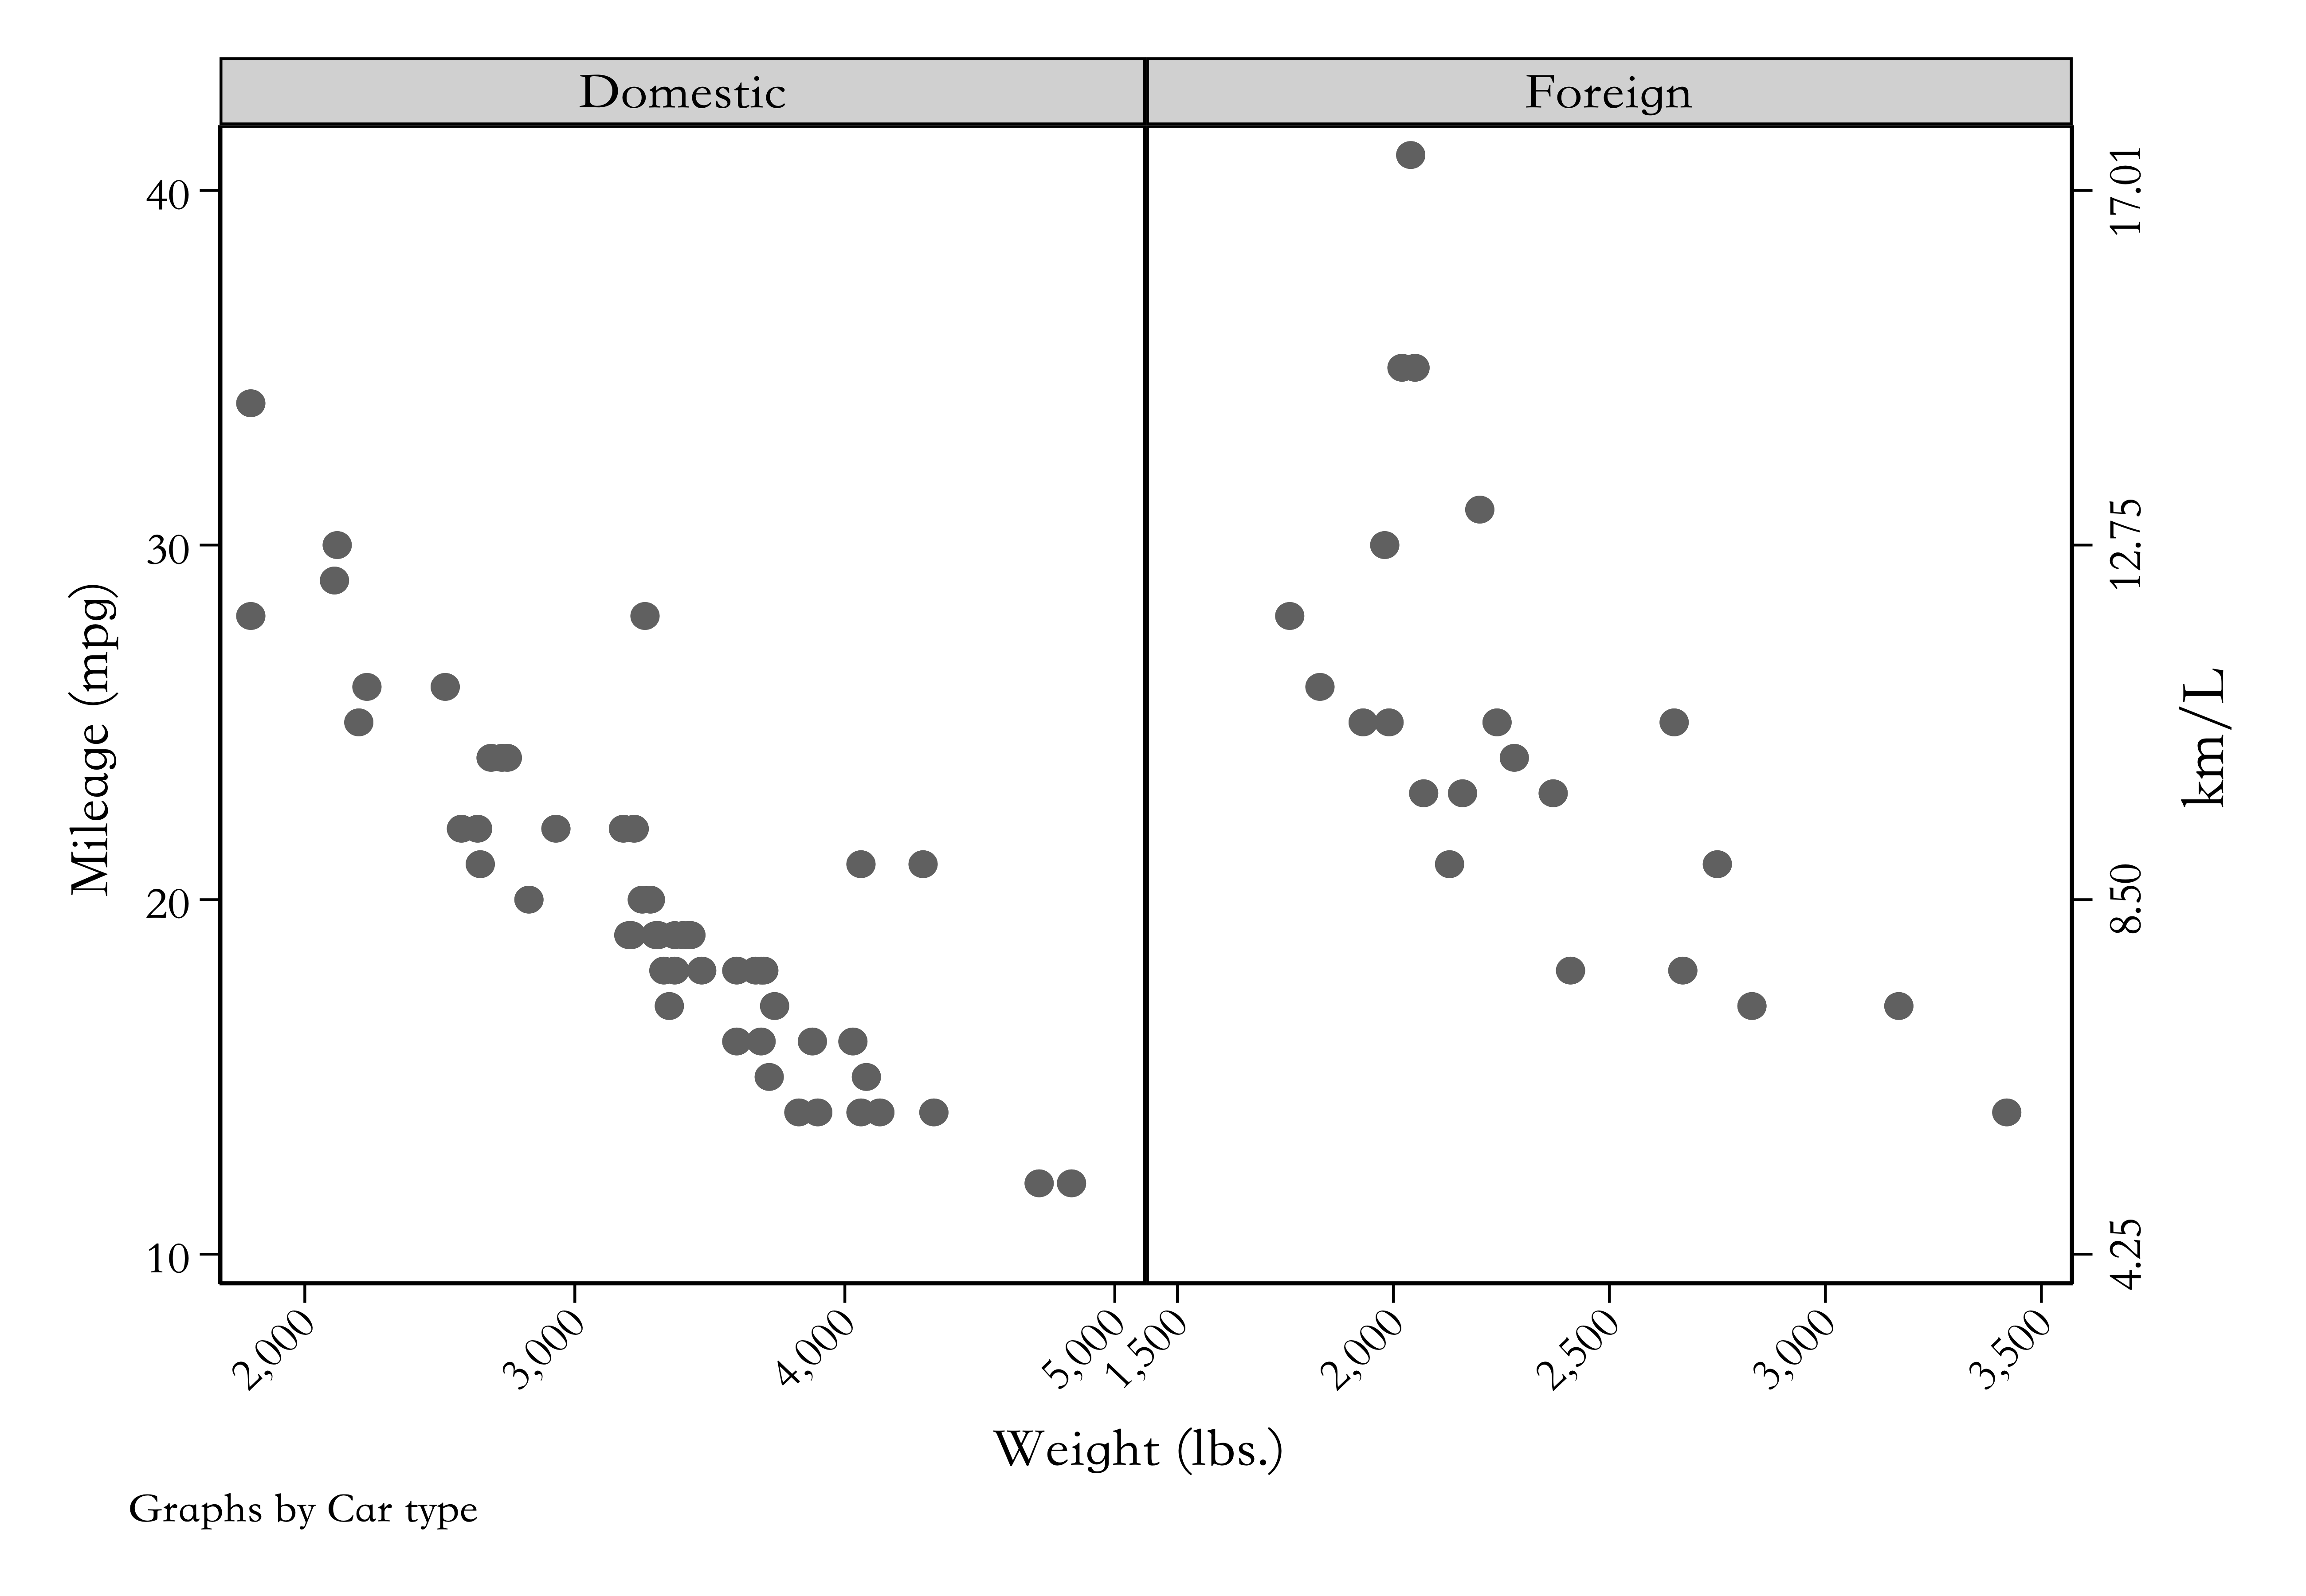 Domestic
Foreign
Mileage (mpg)
40
30
20
10
17.01
12.75
8.50
4.25
km/L
2,000
3,000
4,000
5,000
1,500
2,000
2,500
3,000
3,500
Weight (lbs.)
Graphs by Car type